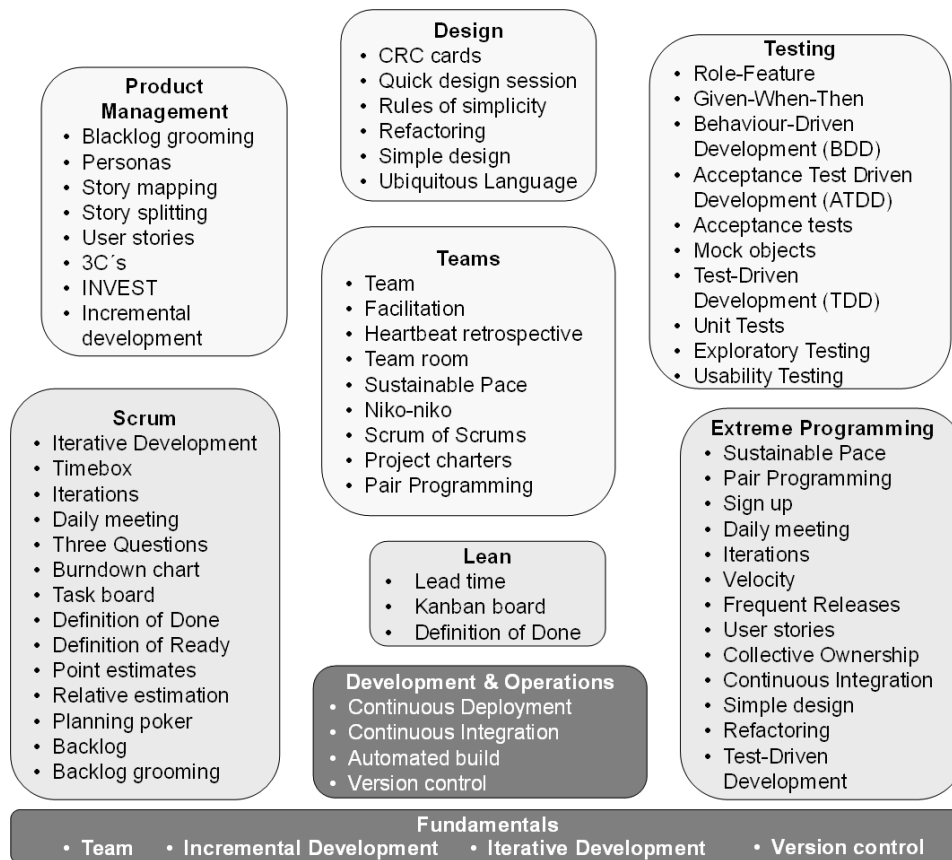 Design
• CRC cards
• Quick design session
• Rules of simplicity
• Refactoring
• Simple design
• Ubiquitous Language
Product
Management
• Blacklog grooming
• Personas
• Story mapping
• Story splitting
• User stories
• 3C´s
• INVEST
• Incremental
development
Testing
• Role-Feature
• Given-When-Then
• Behaviour-Driven
Development (BDD)
• Acceptance Test Driven
Development (ATDD)
• Acceptance tests
• Mock objects
• Test-Driven
Development (TDD)
• Unit Tests
• Exploratory Testing
• Usability Testing
Teams
• Team
• Facilitation
• Heartbeat retrospective
• Team room
• Sustainable Pace
• Niko-niko
• Scrum of Scrums
• Project charters
• Pair Programming
Scrum
• Iterative Development
• Timebox
• Iterations
• Daily meeting
• Three Questions
• Burndown chart
• Task board
• Definition of Done
• Definition of Ready
• Point estimates
• Relative estimation
• Planning poker
• Backlog
• Backlog grooming
Lean
• Lead time
• Kanban board
• Definition of Done
Extreme Programming
• Sustainable Pace
• Pair Programming
• Sign up
• Daily meeting
• Iterations
• Velocity
• Frequent Releases
• User stories
• Collective Ownership
• Continuous Integration
• Simple design
• Refactoring
• Test-Driven
Development
Development & Operations
• Continuous Deployment
• Continuous Integration
• Automated build
• Version control
Fundamentals
• Team • Incremental Development • Iterative Development • Version control